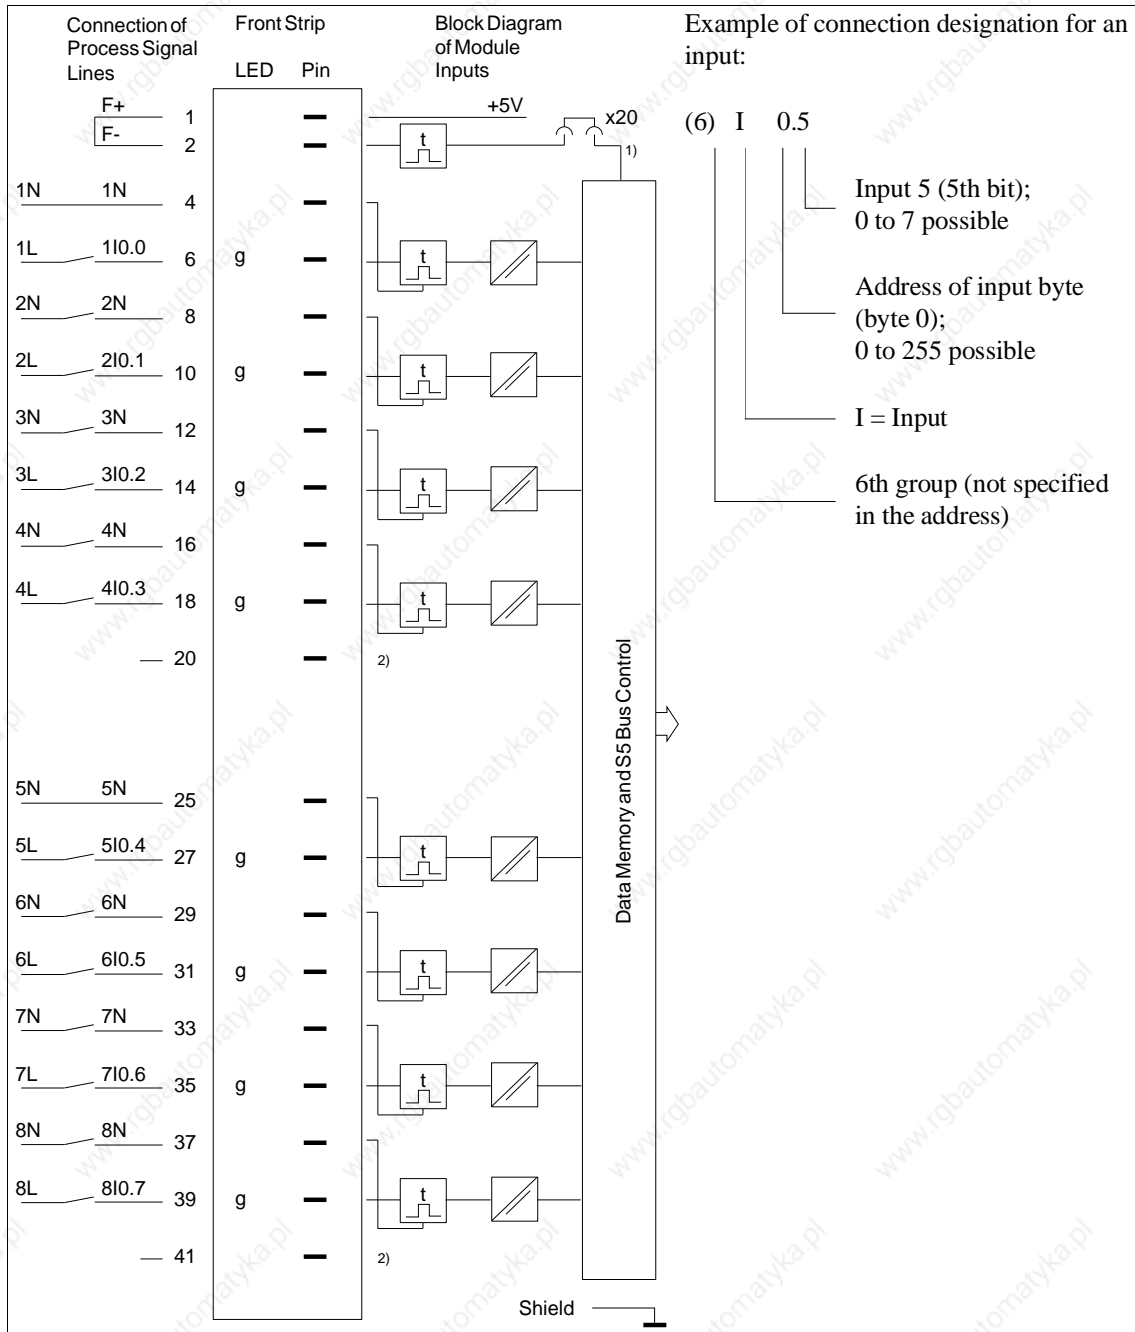 Connection of
Process Signal
Lines
Front Strip
LED Pin
Block Diagram
of Module
Inputs
Example of connection designation for an
input:
F+ 1 +5V x20
F- 2 t 1)
(6) I 0.5
1N 1N 4
Input 5 (5th bit);
0 to 7 possible
1L 1I0.0 6 g t
2N 2N 8
Address of input byte
(byte 0);
0 to 255 possible
2L 2I0.1 10 g t
3N 3N 12
I = Input
3L 3I0.2 14 g t
6th group (not specified
in the address)
4N 4N 16
4L 4I0.3 18 g t
20 2)
Data Memory and S5 Bus Control
5N 5N 25
5L 5I0.4 27 g t
6N 6N 29
6L 6I0.5 31 g t
7N 7N 33
7L 7I0.6 35 g t
8N 8N 37
8L 8I0.7 39 g t
41 2)
Shield
www.rgbautomatyka.pl